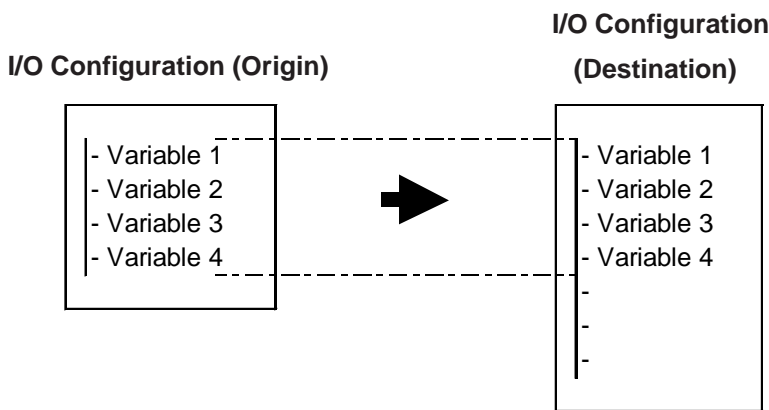 I/O Configuration (Origin)
- Variable 1
- Variable 2
- Variable 3
- Variable 4
I/O Configuration
(Destination)
- Variable 1
- Variable 2
- Variable 3
- Variable 4
-
-
-